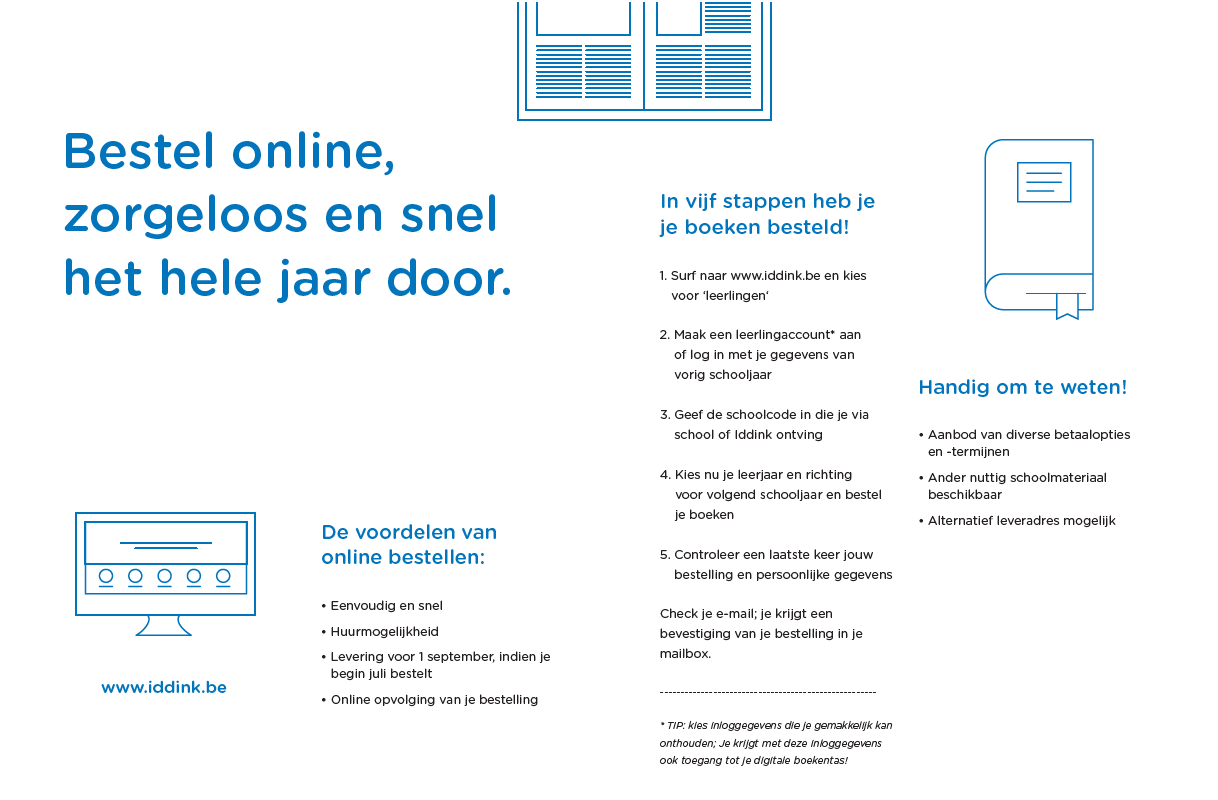 Bestel online,
zorgeloos en snel
het hele jaar door.
www.iddink.be
De voordelen van
online bestellen:
• Eenvoudig en snel
• Huurmogelijkheid
• Levering voor 1 september, indien je
begin juli bestelt
• Online opvolging van je bestelling
In vijf stappen heb je
je boeken besteld!
1. Surf naar www.iddink.be en kies
voor ‘leerlingen‘
2. Maak een leerlingaccount* aan
of log in met je gegevens van
vorig schooljaar
3. Geef de schoolcode in die je via
school of Iddink ontving
4. Kies nu je leerjaar en richting
voor volgend schooljaar en bestel
je boeken
5. Controleer een laatste keer jouw
bestelling en persoonlijke gegevens
Check je e-mail; je krijgt een
bevestiging van je bestelling in je
mailbox.
* TIP: kies inloggegevens die je gemakkelijk kan
onthouden; Je krijgt met deze inloggegevens
ook toegang tot je digitale boekentas!
Handig om te weten!
• Aanbod van diverse betaalopties
en -termijnen
• Ander nuttig schoolmateriaal
beschikbaar
• Alternatief leveradres mogelijk